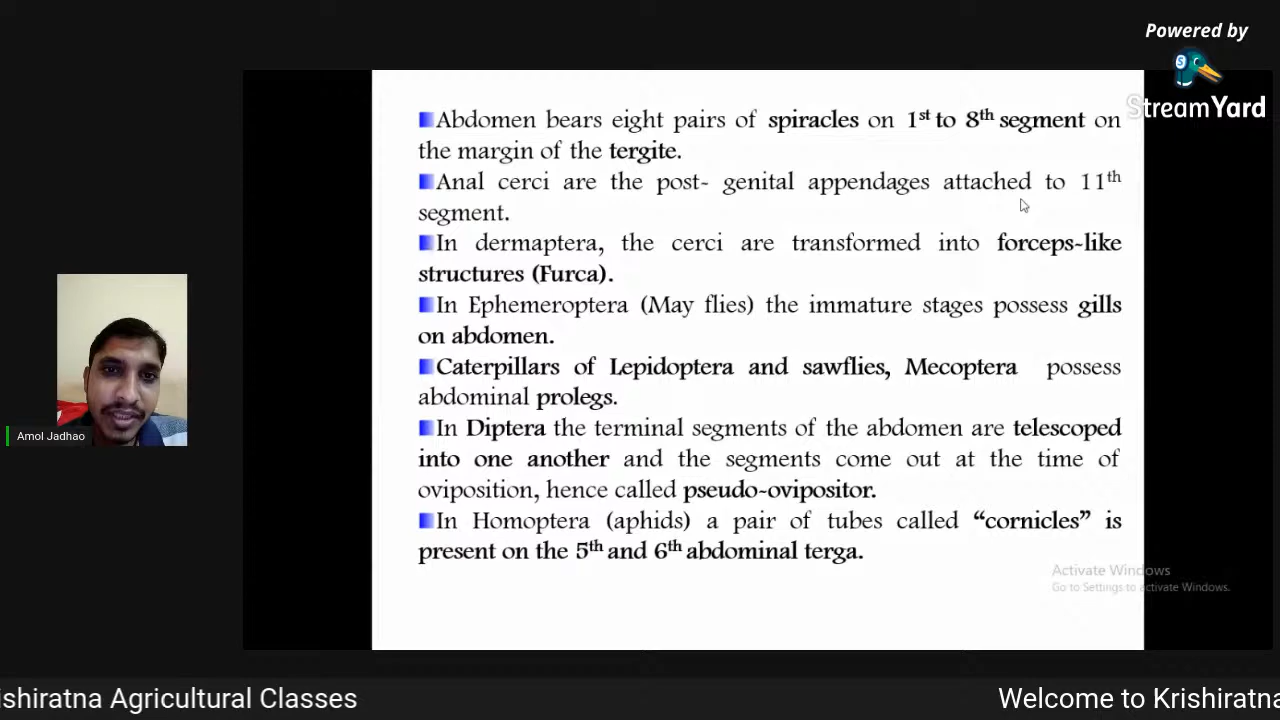 Powered by
StreamYard
Abdomen bears eight pairs of spiracles on 1st to 8th segment on
the margin of the tergite.
Anal cerci are the post- genital appendages attached to 11th
segment.
In dermaptera, the cerci are transformed into forceps-like
structures (Furca).
In Ephemeroptera (May flies) the immature stages possess gills
on abdomen.
Caterpillars of Lepidoptera and sawflies, Mecoptera possess
abdominal prolegs.
In Diptera the terminal segments of the abdomen are telescoped
into one another and the segments come out at the time of
oviposition, hence called pseudo-ovipositor.
In Homoptera (aphids) a pair of tubes called “cornicles” is
present on the 5th and 6th abdominal terga.
Amol Jadhao
Activate Windows
Go to Settings to activate Windows.
ishiratna Agricultural Classes
Welcome to Krishiratna